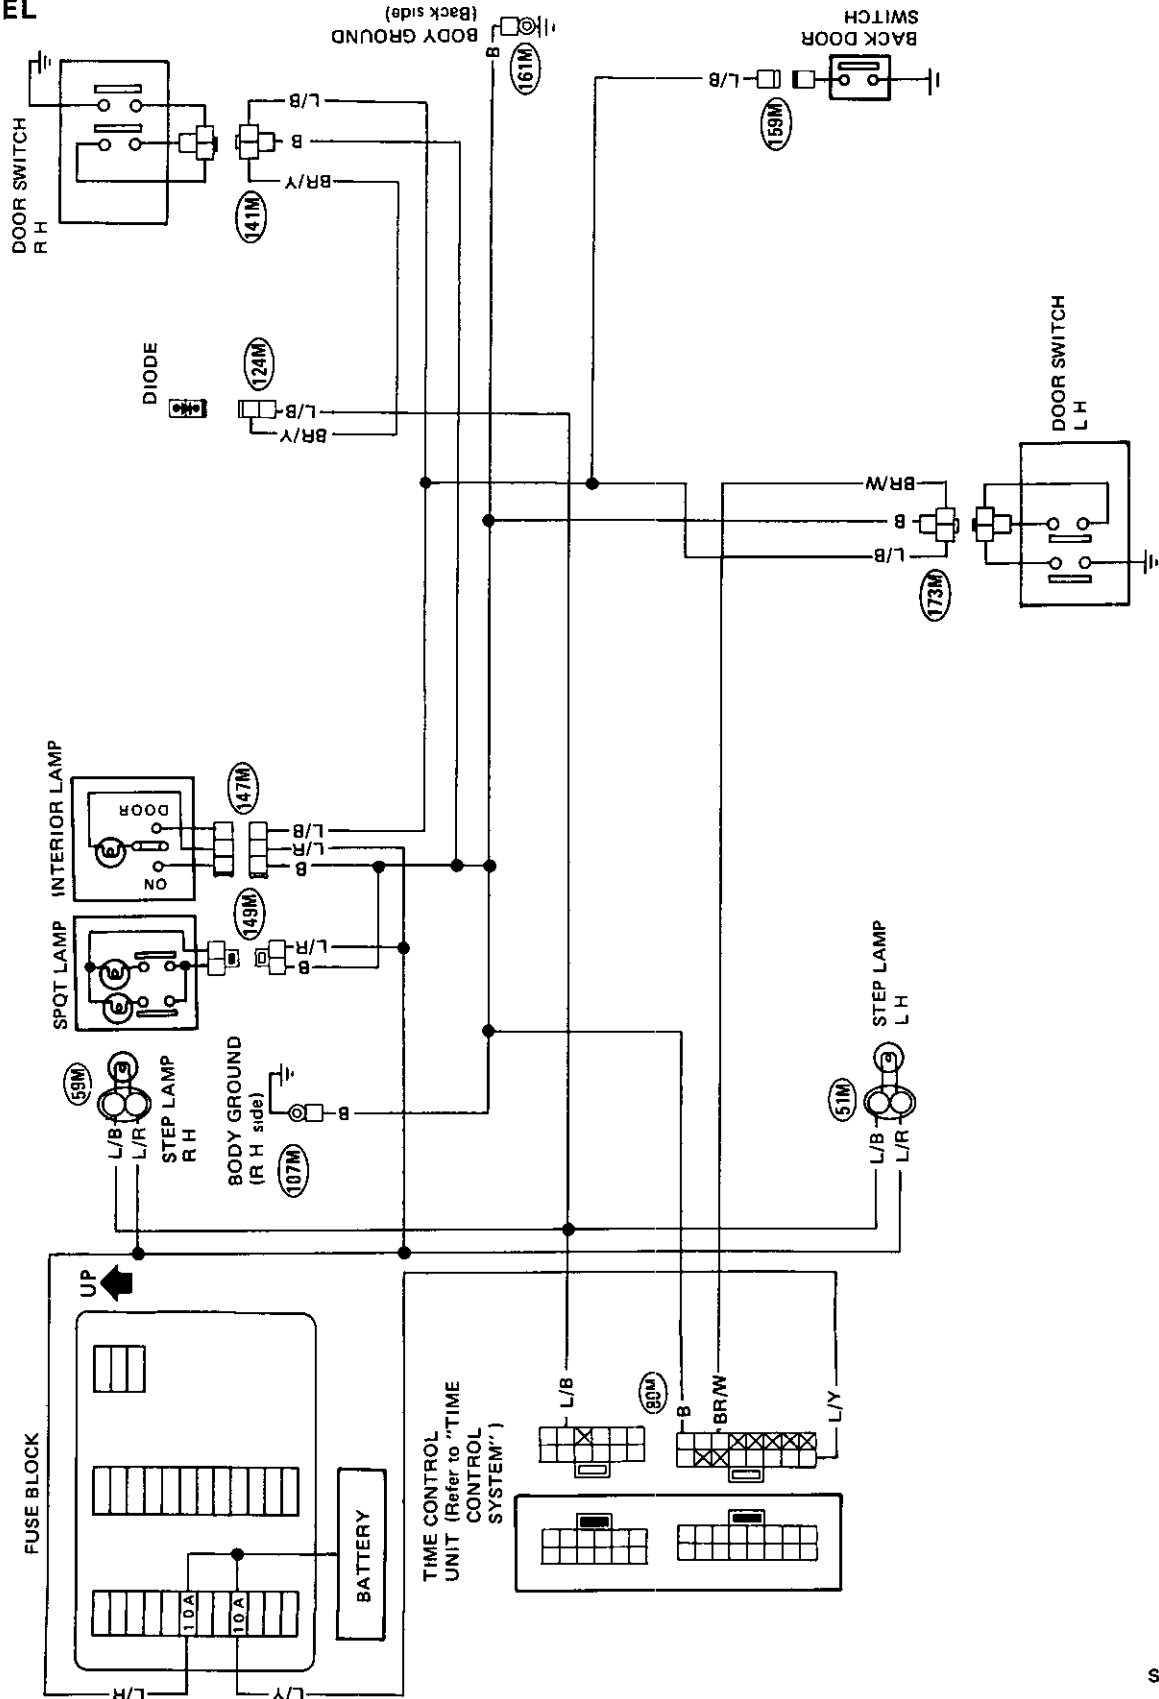 EL
BODY GROUND
(Back side)
B
161M
BACK DOOR
SWITCH
L/B
159M
DOOR SWITCH
R H
L/B
B
BR/Y
141M
DIODE
124M
L/B
BR/Y
DOOR SWITCH
L H
BR/W
B
L/B
173M
INTERIOR LAMP
DOOR
ON
147M
L/B
L/R
B
SPOT LAMP
149M
L/R
B
59M
L/B
L/R
STEP LAMP
R H
BODY GROUND
(R H side)
107M
B
STEP LAMP
L H
51M
L/B
L/R
UP
FUSE BLOCK
10A
10A
BATTERY
L/R
L/Y
TIME CONTROL
UNIT (Refer to "TIME
CONTROL
SYSTEM" )
L/B
80M
B
BR/W
L/Y
S